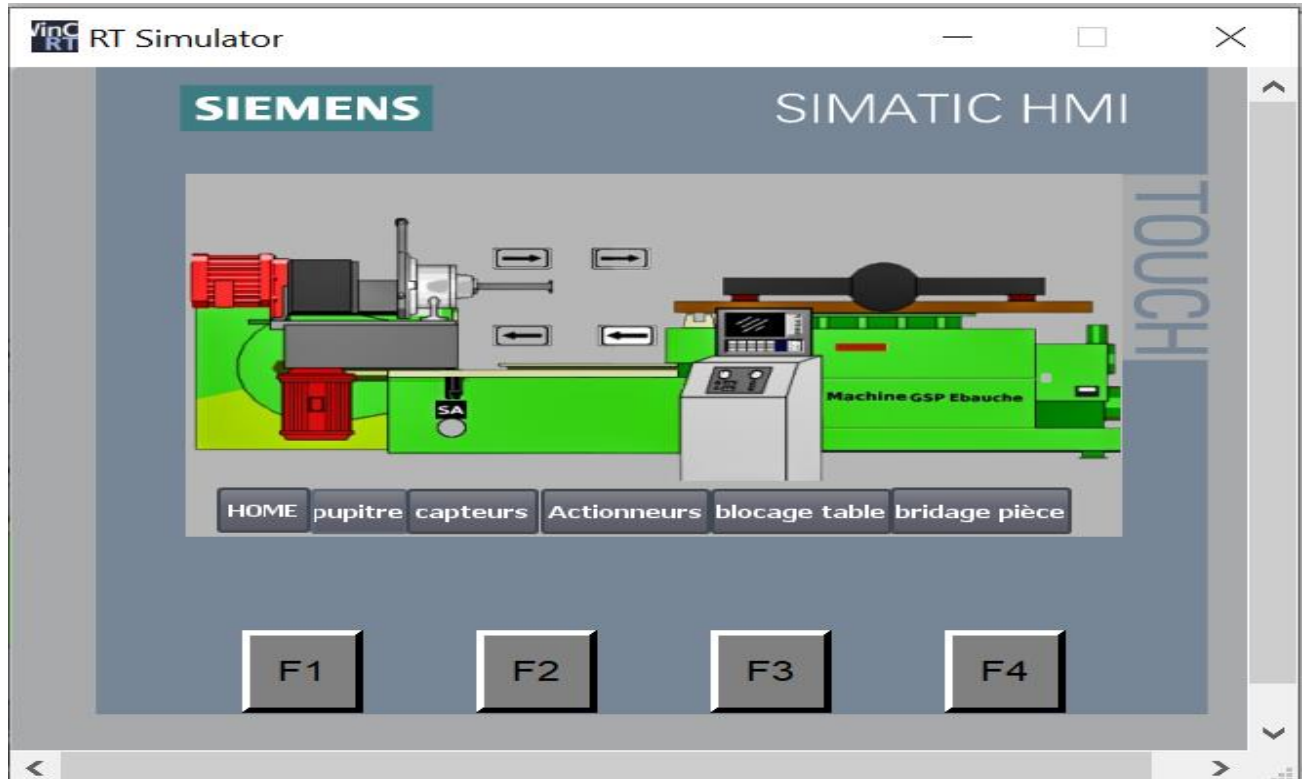 RT Simulator
SIEMENS
SIMATIC HMI
TOUCH
SA
Machine GSP Ebauche
HOME pupitre capteurs Actionneurs blocage table bridage pièce
F1 F2 F3 F4